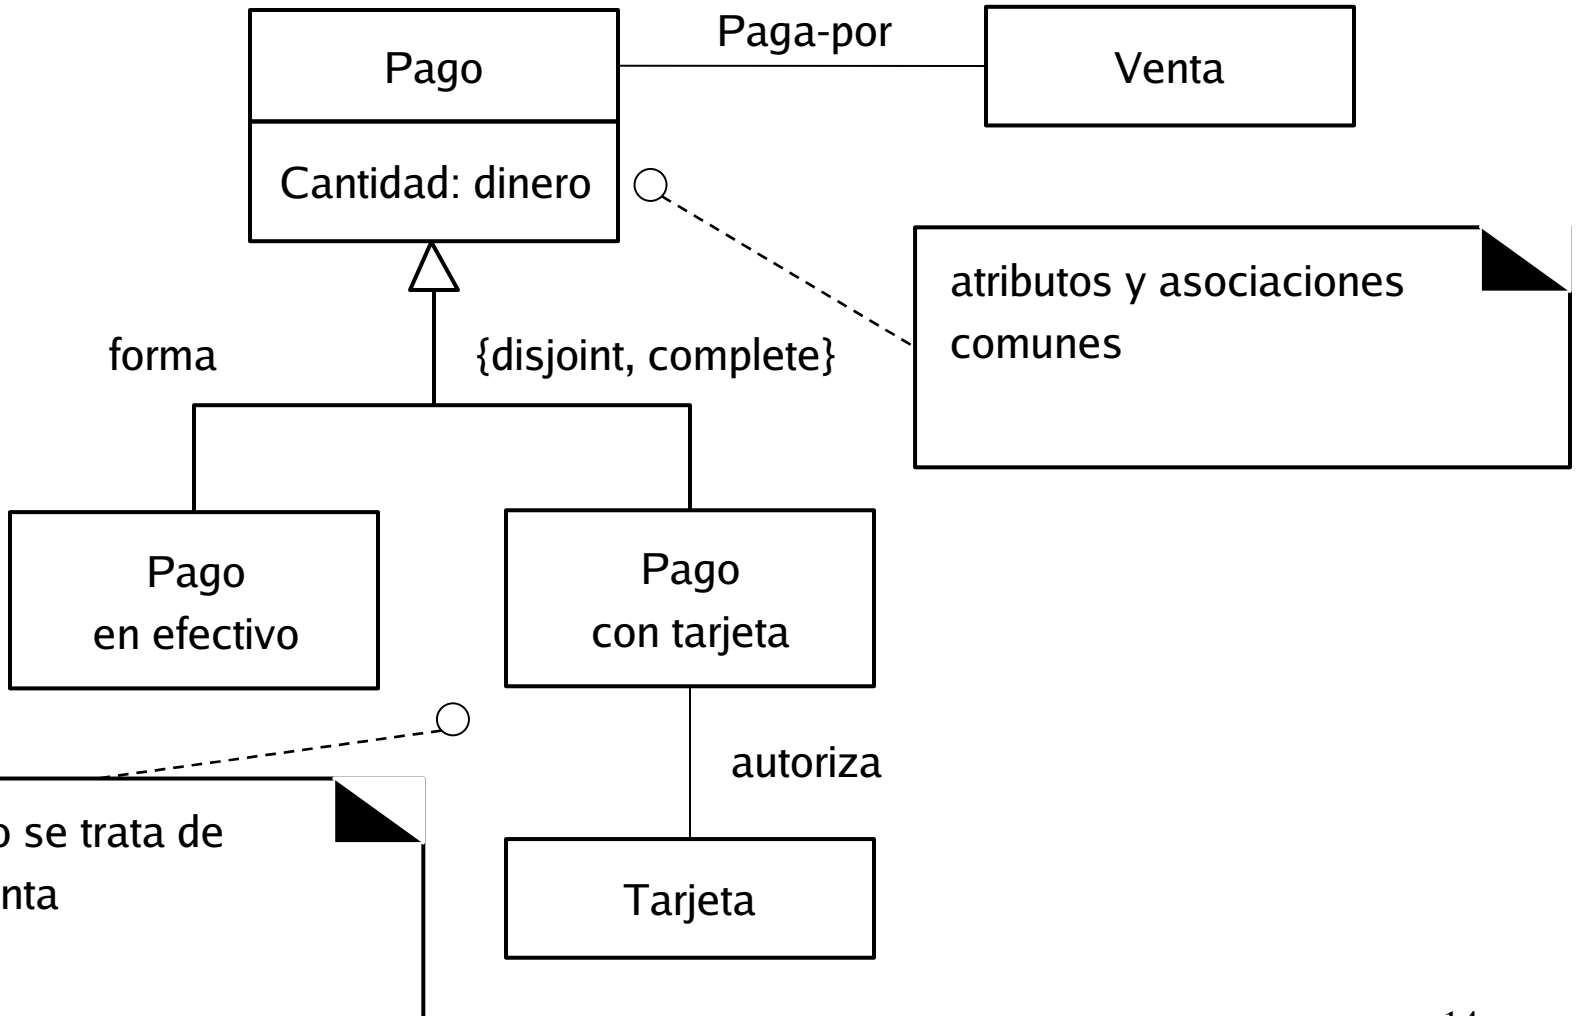 Paga-por
Pago
Venta
Cantidad: dinero
atributos y asociaciones
comunes
forma
{disjoint, complete}
Pago
en efectivo
Pago
con tarjeta
autoriza
se trata de
Tarjeta